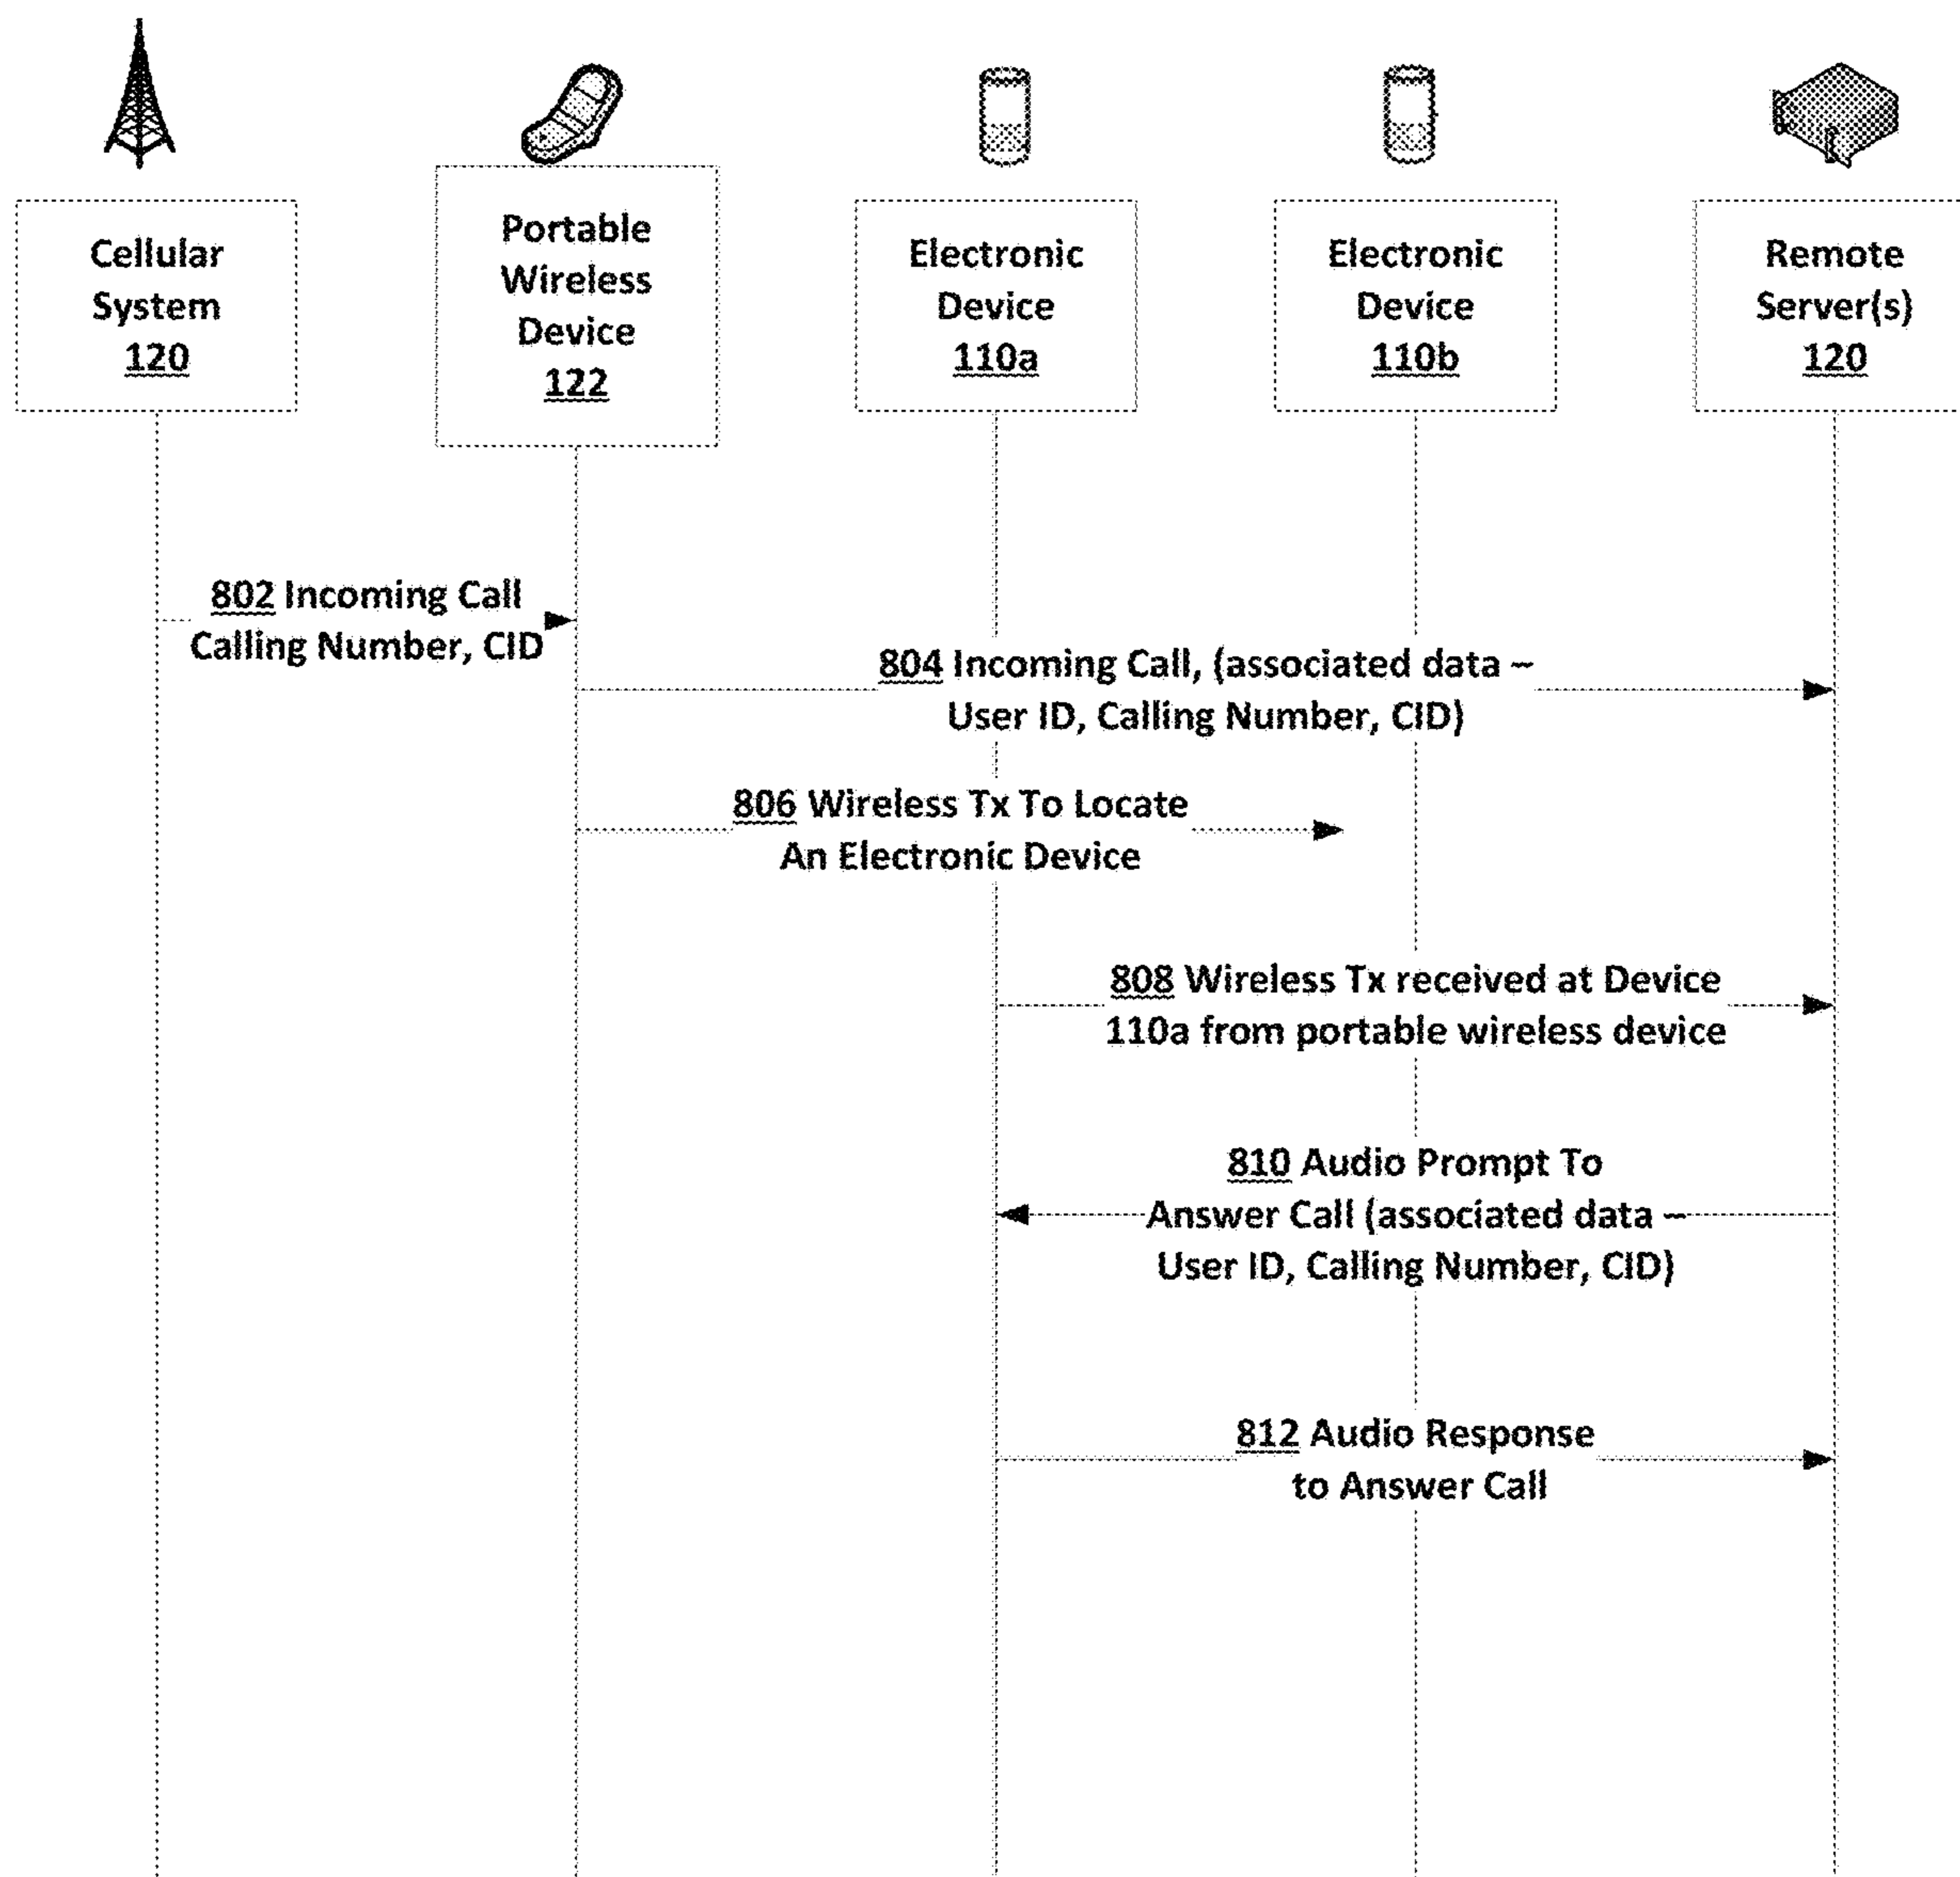 Cellular
System
120
Portable
Wireless
Device
122
Electronic
Device
110a
Electronic
Device
110b
Remote
Server(s)
120
802 Incoming Call
Calling Number, CID
804 Incoming Call, (associated data –
User ID, Calling Number, CID)
806 Wireless Tx To Locate
An Electronic Device
808 Wireless Tx received at Device
110a from portable wireless device
810 Audio Prompt To
Answer Call (associated data –
User ID, Calling Number, CID)
812 Audio Response
to Answer Call